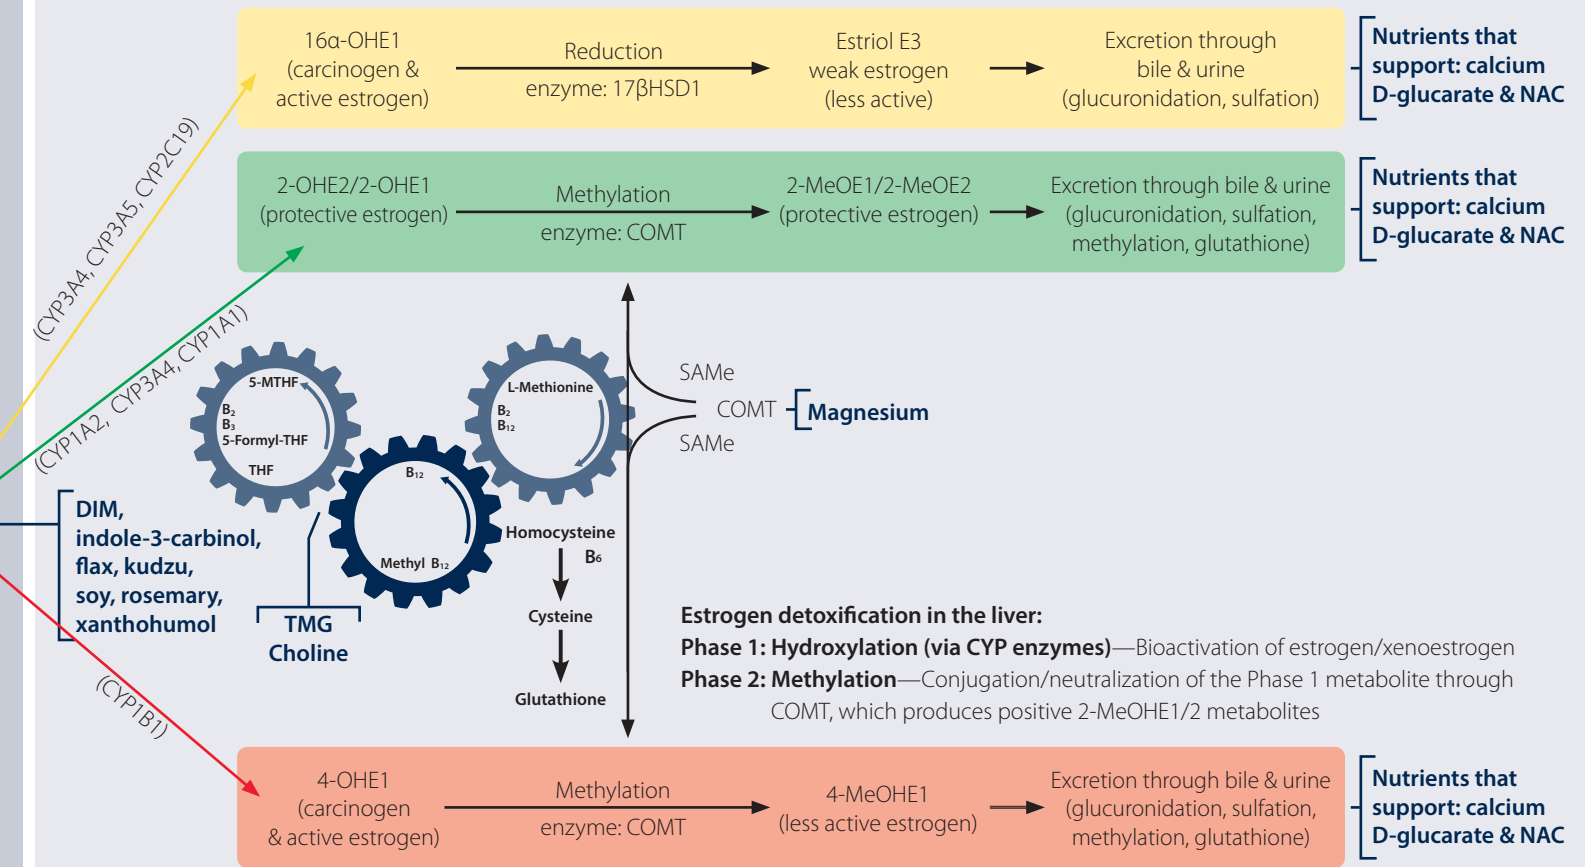 16α-OHE1
(carcinogen &
active estrogen)
Reduction
enzyme: 17βHSD1
Estriol E3
weak estrogen
(less active)
Excretion through
bile & urine
(glucuronidation, sulfation)
Nutrients that
support: calcium
D-glucarate & NAC
(CYP3A4, CYP3A5, CYP2C19)
2-OHE2/2-OHE1
(protective estrogen)
Methylation
enzyme: COMT
2-MeOE1/2-MeOE2
(protective estrogen)
Excretion through bile & urine
(glucuronidation, sulfation,
methylation, glutathione)
Nutrients that
support: calcium
D-glucarate & NAC
(CYP1A2, CYP3A4, CYP1A1)
5-MTHF
B2
B3
5-Formyl-THF
THF
L-Methionine
B2
B12
SAMe
COMT
SAMe
Magnesium
B12
Methyl B12
DIM,
indole-3-carbinol,
flax, kudzu,
soy, rosemary,
xanthohumol
TMG
Choline
Homocysteine
B6
Cysteine
Glutathione
Estrogen detoxification in the liver:
Phase 1: Hydroxylation (via CYP enzymes)—Bioactivation of estrogen/xenoestrogen
Phase 2: Methylation—Conjugation/neutralization of the Phase 1 metabolite through
COMT, which produces positive 2-MeOHE1/2 metabolites
(CYP1B1)
4-OHE1
(carcinogen
& active estrogen)
Methylation
enzyme: COMT
4-MeOHE1
(less active estrogen)
Excretion through bile & urine
(glucuronidation, sulfation,
methylation, glutathione)
Nutrients that
support: calcium
D-glucarate & NAC